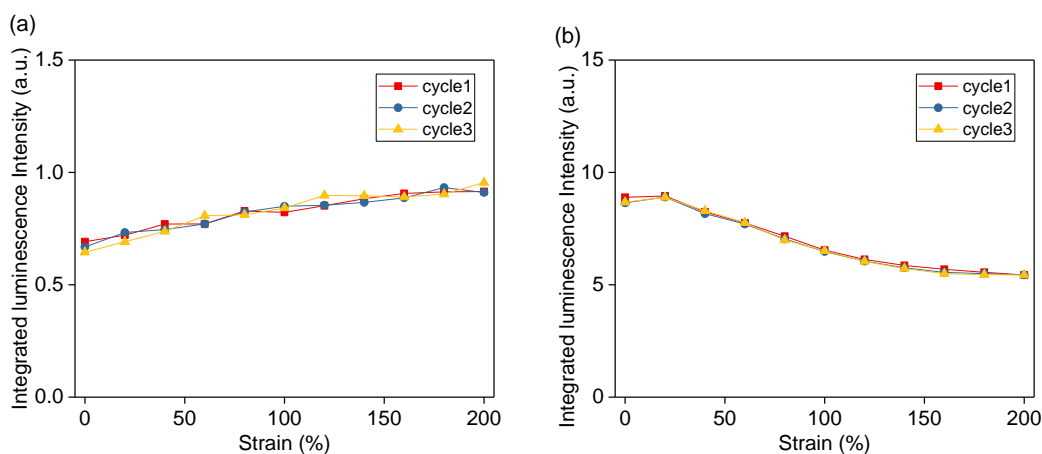 (a)
Integrated luminescence Intensity (a.u.)
1.5
1.0
0.5
0.0
cycle1
cycle2
cycle3
0 50 100 150 200
Strain (%)
(b)
Integrated luminescence Intensity (a.u.)
15
10
5
0
cycle1
cycle2
cycle3
0 50 100 150 200
Strain (%)